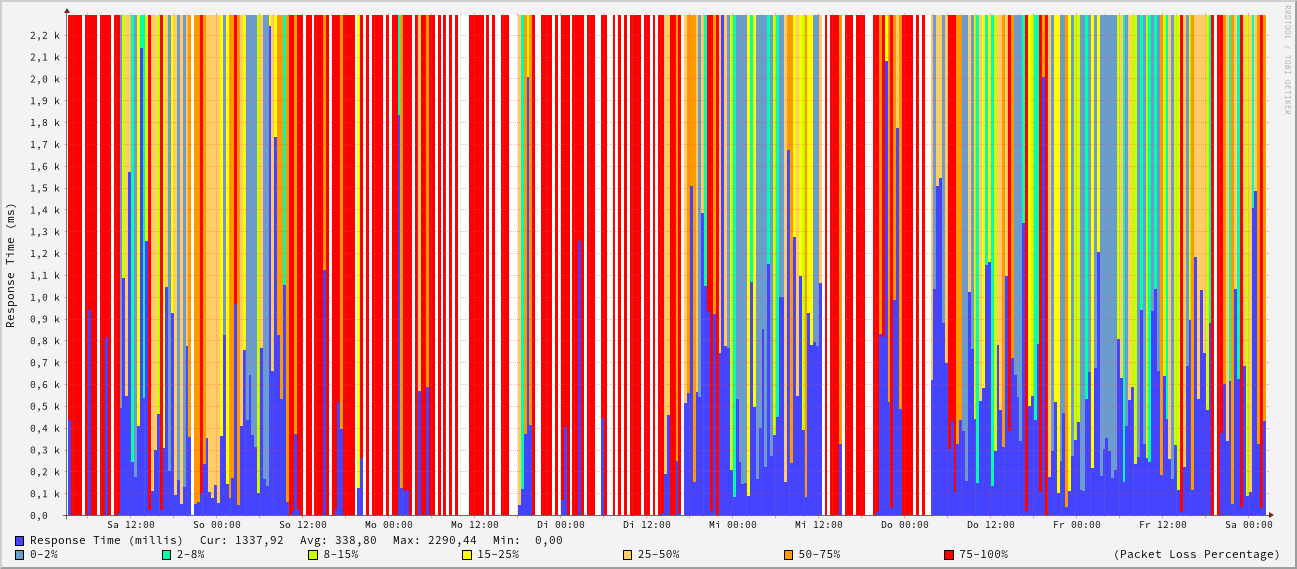 RRDTOOL / TOBI OETIKER
Response Time (ms)
2,2 k
2,1 k
2,0 k
1,9 k
1,8 k
1,7 k
1,6 k
1,5 k
1,4 k
1,3 k
1,2 k
1,1 k
1,0 k
0,9 k
0,8 k
0,7 k
0,6 k
0,5 k
0,4 k
0,3 k
0,2 k
0,1 k
0,0
Sa 12:00 So 00:00 So 12:00 Mo 00:00 Mo 12:00 Di 00:00 Di 12:00 Mi 00:00 Mi 12:00 Do 00:00 Do 12:00 Fr 00:00 Fr 12:00 Sa 00:00
Response Time (millis) Cur: 1337,92 Avg: 338,80 Max: 2290,44 Min: 0,00
0-2% 2-8% 8-15% 15-25% 25-50% 50-75% 75-100% (Packet Loss Percentage)